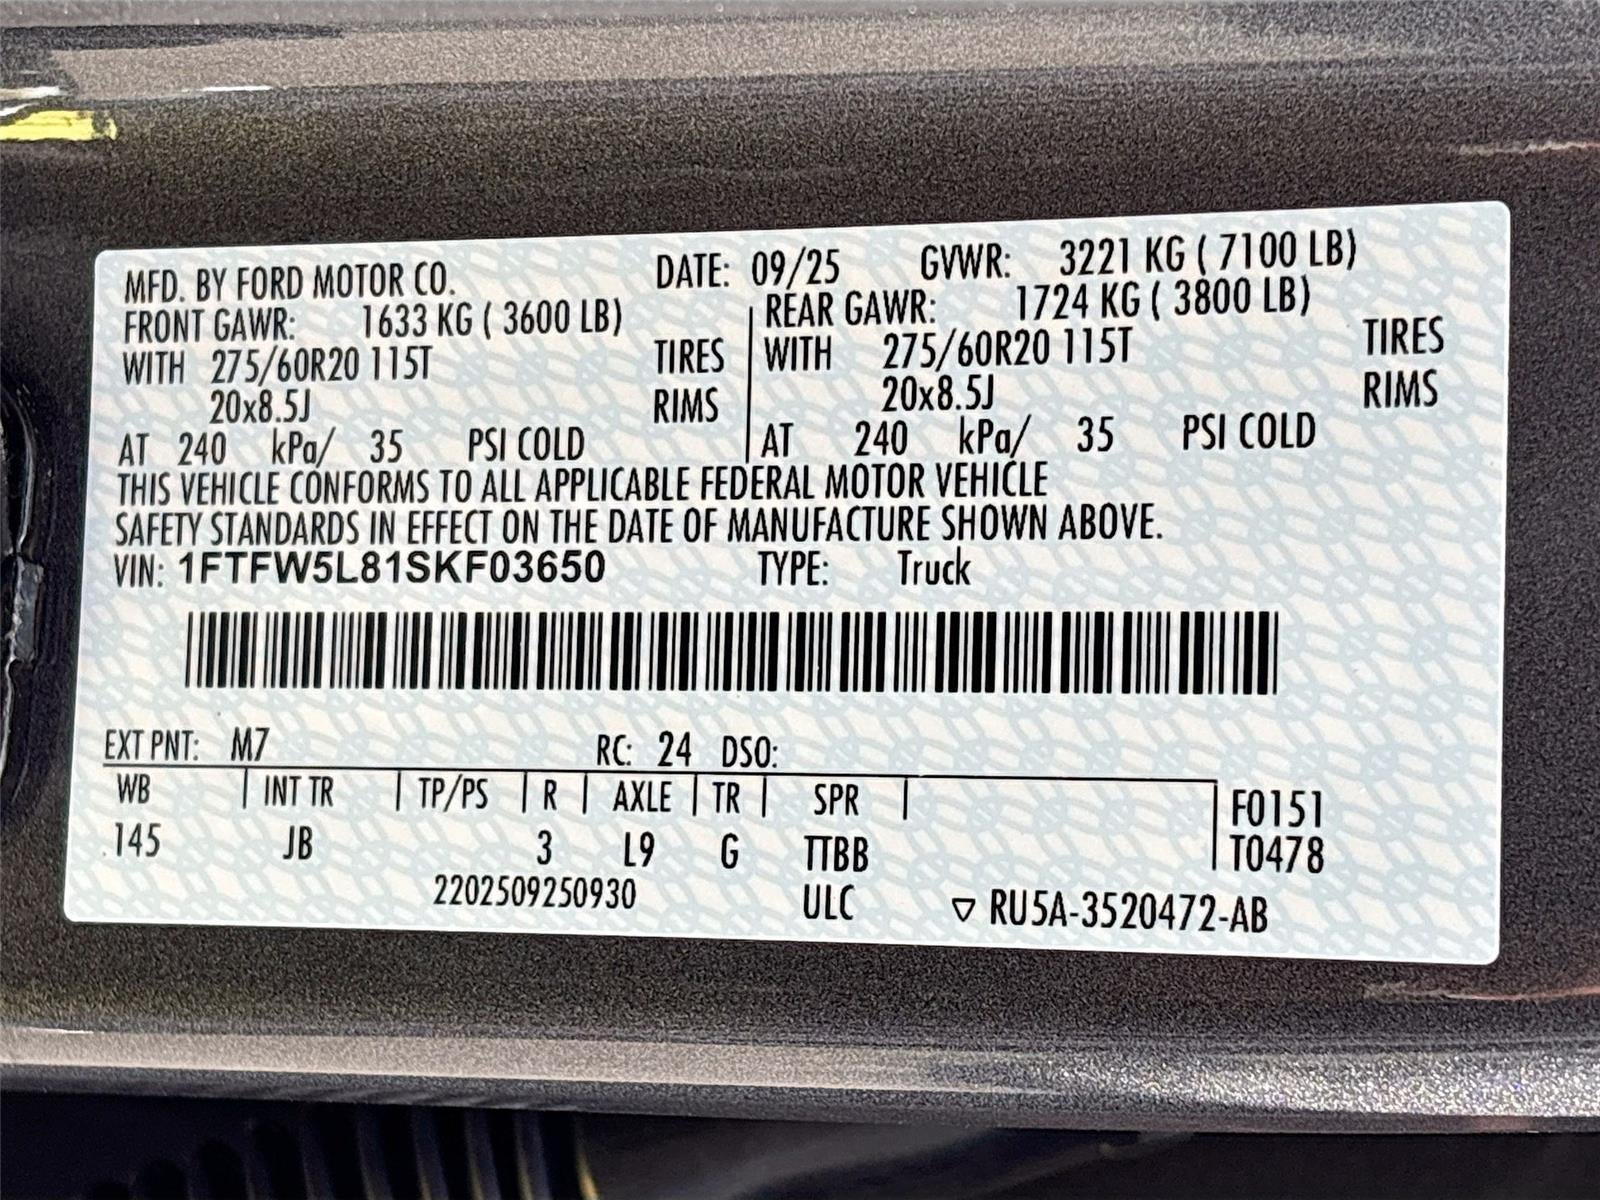 MFD. BY FORD MOTOR CO. DATE: 09/25 GVWR: 3221 KG ( 7100 LB)
FRONT GAWR: 1633 KG ( 3600 LB) REAR GAWR: 1724 KG ( 3800 LB)
WITH 275/60R20 115T TIRES WITH 275/60R20 115T TIRES
20x8.5J RIMS 20x8.5J RIMS
AT 240 kPa/ 35 PSI COLD AT 240 kPa/ 35 PSI COLD
THIS VEHICLE CONFORMS TO ALL APPLICABLE FEDERAL MOTOR VEHICLE
SAFETY STANDARDS IN EFFECT ON THE DATE OF MANUFACTURE SHOWN ABOVE.
VIN: 1FTFW5L81SKF03650 TYPE: Truck
EXT PNT: M7 RC: 24 DSO:
WB INT TR TP/PS R AXLE TR SPR F0151
145 JB 3 L9 G TTBB T0478
2202509250930 ULC ▽ RU5A-3520472-AB